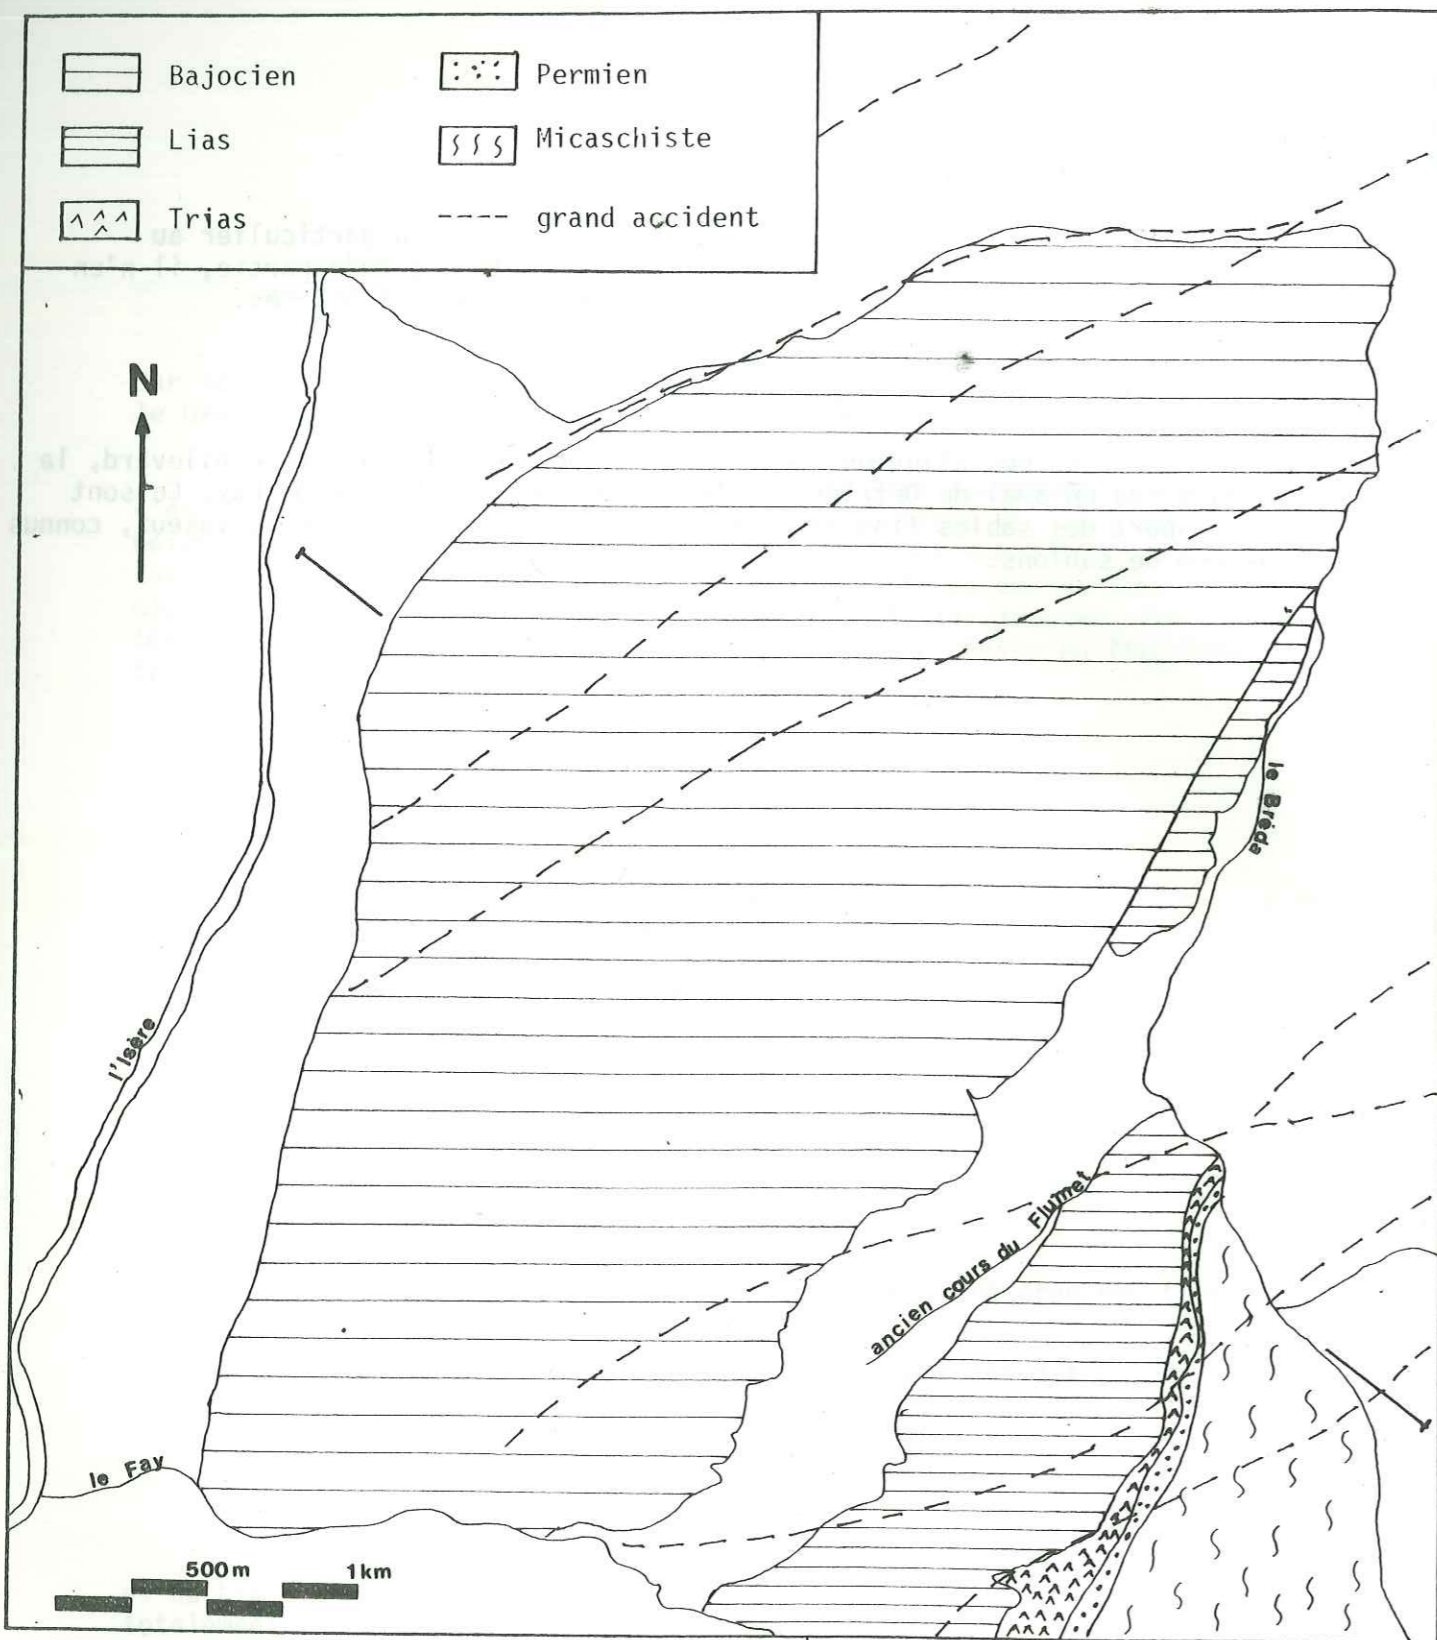 Bajocien
Permien
Lias
Micaschiste
Trias
grand accident
N
l'Isère
le Bréda
ancien cours du Flumet
le Fay
500m
1km